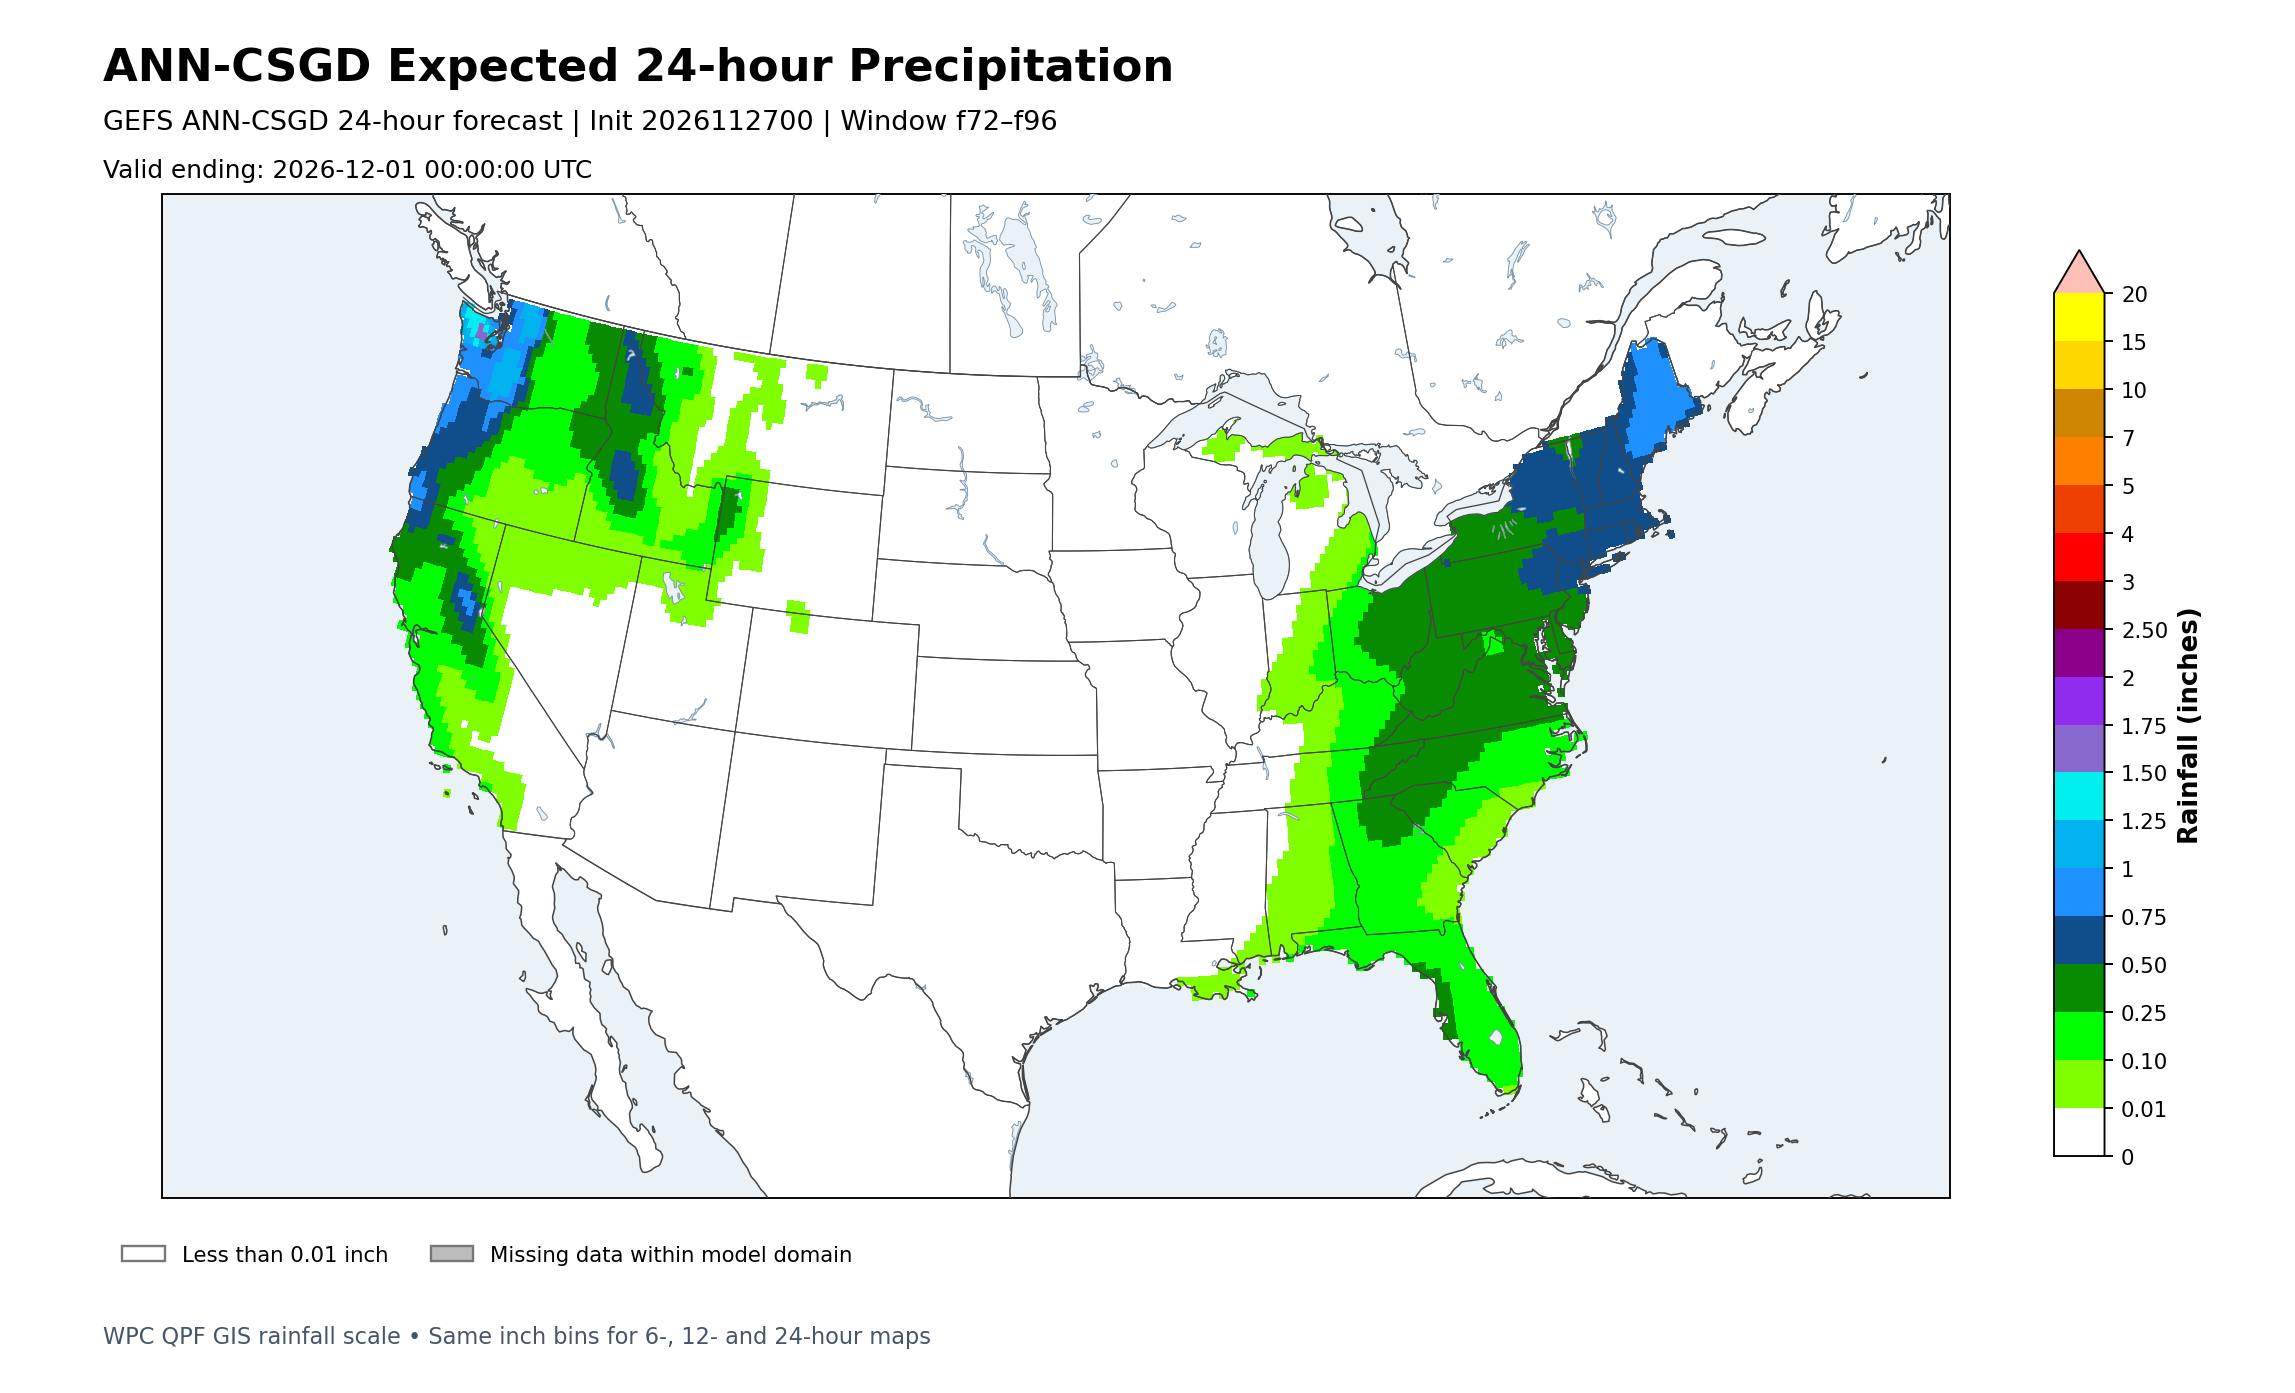 ANN-CSGD Expected 24-hour Precipitation
GEFS ANN-CSGD 24-hour forecast | Init 2026112700 | Window f72–f96
Valid ending: 2026-12-01 00:00:00 UTC
20
15
10
7
5
4
3
2.50
2
1.75
1.50
1.25
1
0.75
0.50
0.25
0.10
0.01
0
Rainfall (inches)
Less than 0.01 inch
Missing data within model domain
WPC QPF GIS rainfall scale • Same inch bins for 6-, 12- and 24-hour maps